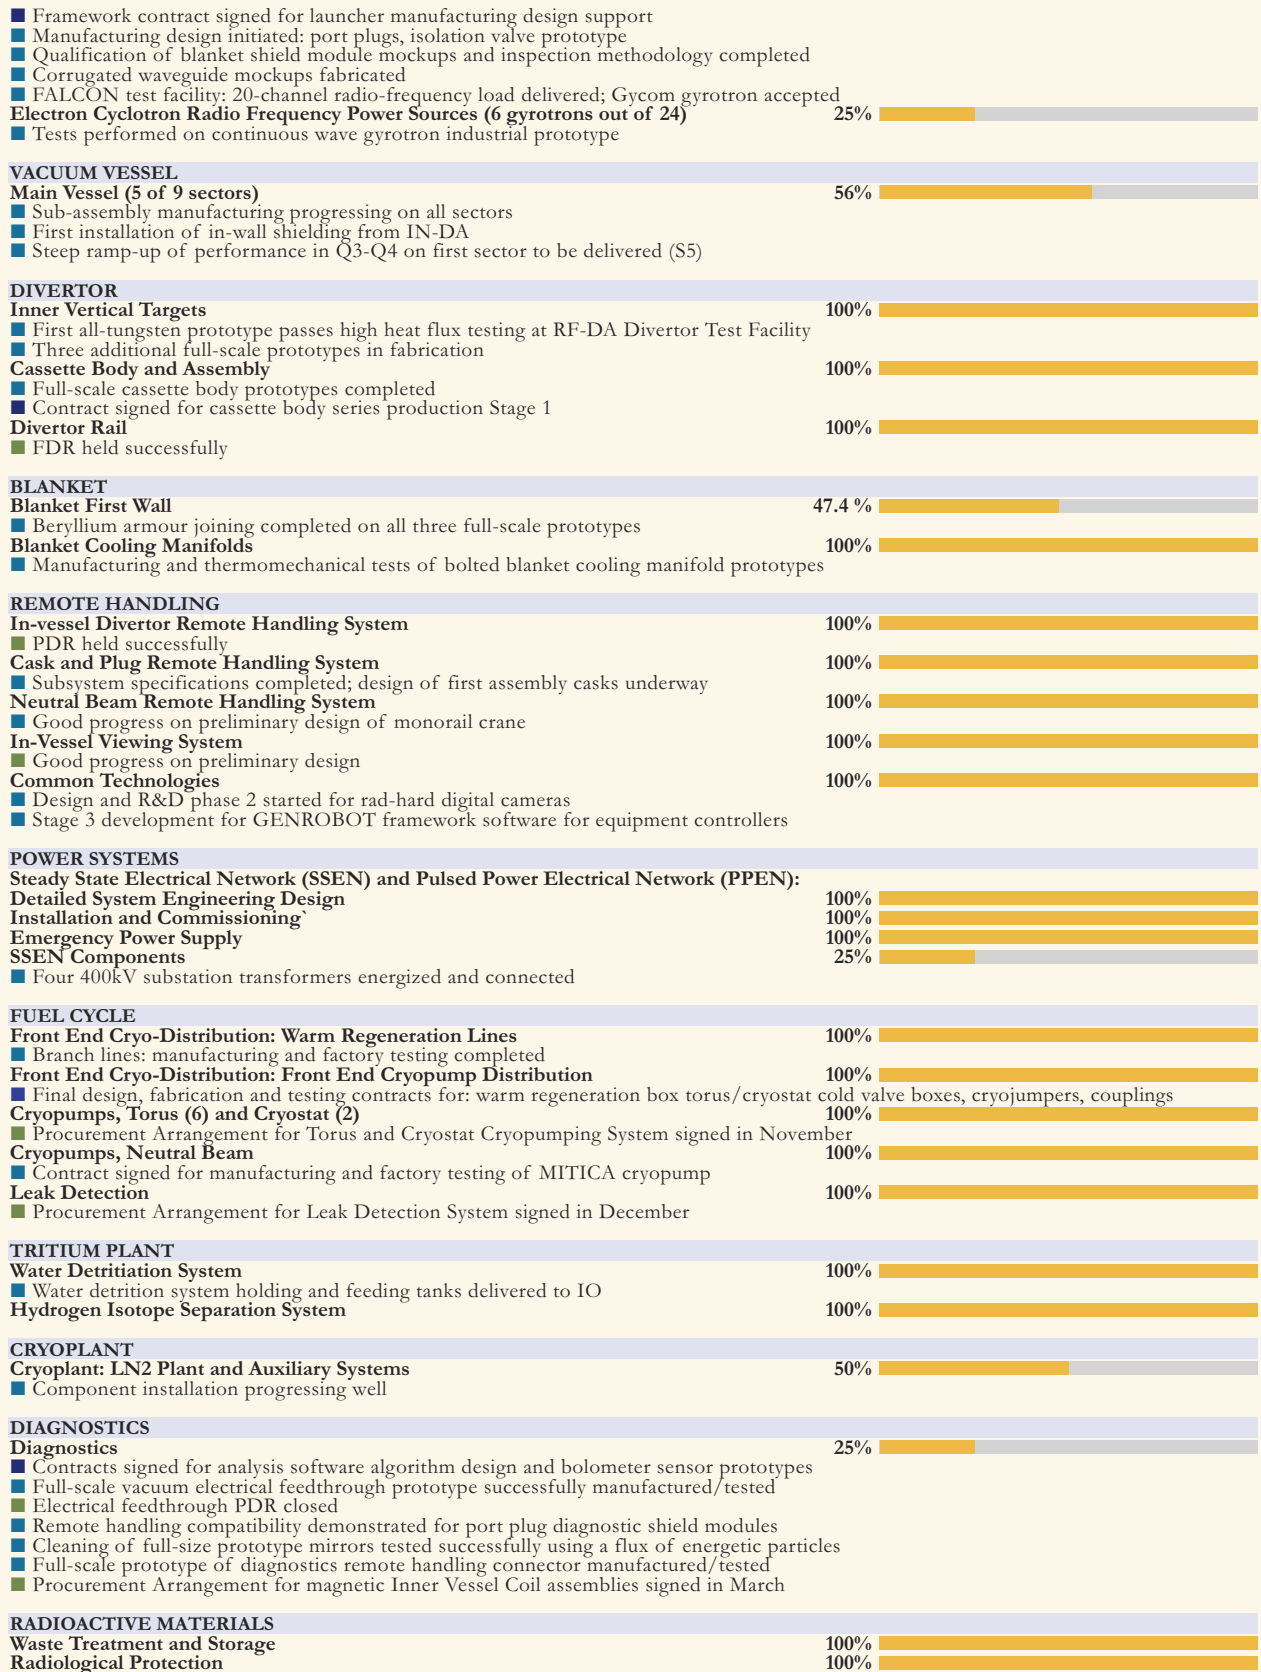 Framework contract signed for launcher manufacturing design support
Manufacturing design initiated: port plugs, isolation valve prototype
Qualification of blanket shield module mockups and inspection methodology completed
Corrugated waveguide mockups fabricated
FALCON test facility: 20-channel radio-frequency load delivered; Gycom gyrotron accepted
Electron Cyclotron Radio Frequency Power Sources (6 gyrotrons out of 24) 25%
Tests performed on continuous wave gyrotron industrial prototype
VACUUM VESSEL
Main Vessel (5 of 9 sectors) 56%
Sub-assembly manufacturing progressing on all sectors
First installation of in-wall shielding from IN-DA
Steep ramp-up of performance in Q3-Q4 on first sector to be delivered (S5)
DIVERTOR
Inner Vertical Targets 100%
First all-tungsten prototype passes high heat flux testing at RF-DA Divertor Test Facility
Three additional full-scale prototypes in fabrication
Cassette Body and Assembly 100%
Full-scale cassette body prototypes completed
Contract signed for cassette body series production Stage 1
Divertor Rail 100%
FDR held successfully
BLANKET
Blanket First Wall 47.4 %
Beryllium armour joining completed on all three full-scale prototypes
Blanket Cooling Manifolds 100%
Manufacturing and thermomechanical tests of bolted blanket cooling manifold prototypes
REMOTE HANDLING
In-vessel Divertor Remote Handling System 100%
PDR held successfully
Cask and Plug Remote Handling System 100%
Subsystem specifications completed; design of first assembly casks underway
Neutral Beam Remote Handling System 100%
Good progress on preliminary design of monorail crane
In-Vessel Viewing System 100%
Good progress on preliminary design
Common Technologies 100%
Design and R&D phase 2 started for rad-hard digital cameras
Stage 3 development for GENROBOT framework software for equipment controllers
POWER SYSTEMS
Steady State Electrical Network (SSEN) and Pulsed Power Electrical Network (PPEN):
Detailed System Engineering Design 100%
Installation and Commissioning` 100%
Emergency Power Supply 100%
SSEN Components 25%
Four 400kV substation transformers energized and connected
FUEL CYCLE
Front End Cryo-Distribution: Warm Regeneration Lines 100%
Branch lines: manufacturing and factory testing completed
Front End Cryo-Distribution: Front End Cryopump Distribution 100%
Final design, fabrication and testing contracts for: warm regeneration box torus/cryostat cold valve boxes, cryojumpers, couplings
Cryopumps, Torus (6) and Cryostat (2) 100%
Procurement Arrangement for Torus and Cryostat Cryopumping System signed in November
Cryopumps, Neutral Beam 100%
Contract signed for manufacturing and factory testing of MITICA cryopump
Leak Detection 100%
Procurement Arrangement for Leak Detection System signed in December
TRITIUM PLANT
Water Detritiation System 100%
Water detrition system holding and feeding tanks delivered to IO
Hydrogen Isotope Separation System 100%
CRYOPLANT
Cryoplant: LN2 Plant and Auxiliary Systems 50%
Component installation progressing well
DIAGNOSTICS
Diagnostics 25%
Contracts signed for analysis software algorithm design and bolometer sensor prototypes
Full-scale vacuum electrical feedthrough prototype successfully manufactured/tested
Electrical feedthrough PDR closed
Remote handling compatibility demonstrated for port plug diagnostic shield modules
Cleaning of full-size prototype mirrors tested successfully using a flux of energetic particles
Full-scale prototype of diagnostics remote handling connector manufactured/tested
Procurement Arrangement for magnetic Inner Vessel Coil assemblies signed in March
RADIOACTIVE MATERIALS
Waste Treatment and Storage 100%
Radiological Protection 100%